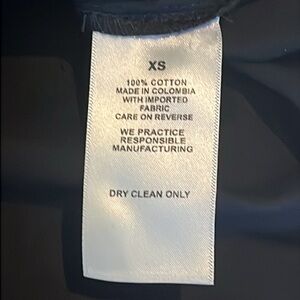 XS
100% COTTON
MADE IN COLOMBIA
WITH IMPORTED
FABRIC
CARE ON REVERSE
WE PRACTICE
RESPONSIBLE
MANUFACTURING
DRY CLEAN ONLY